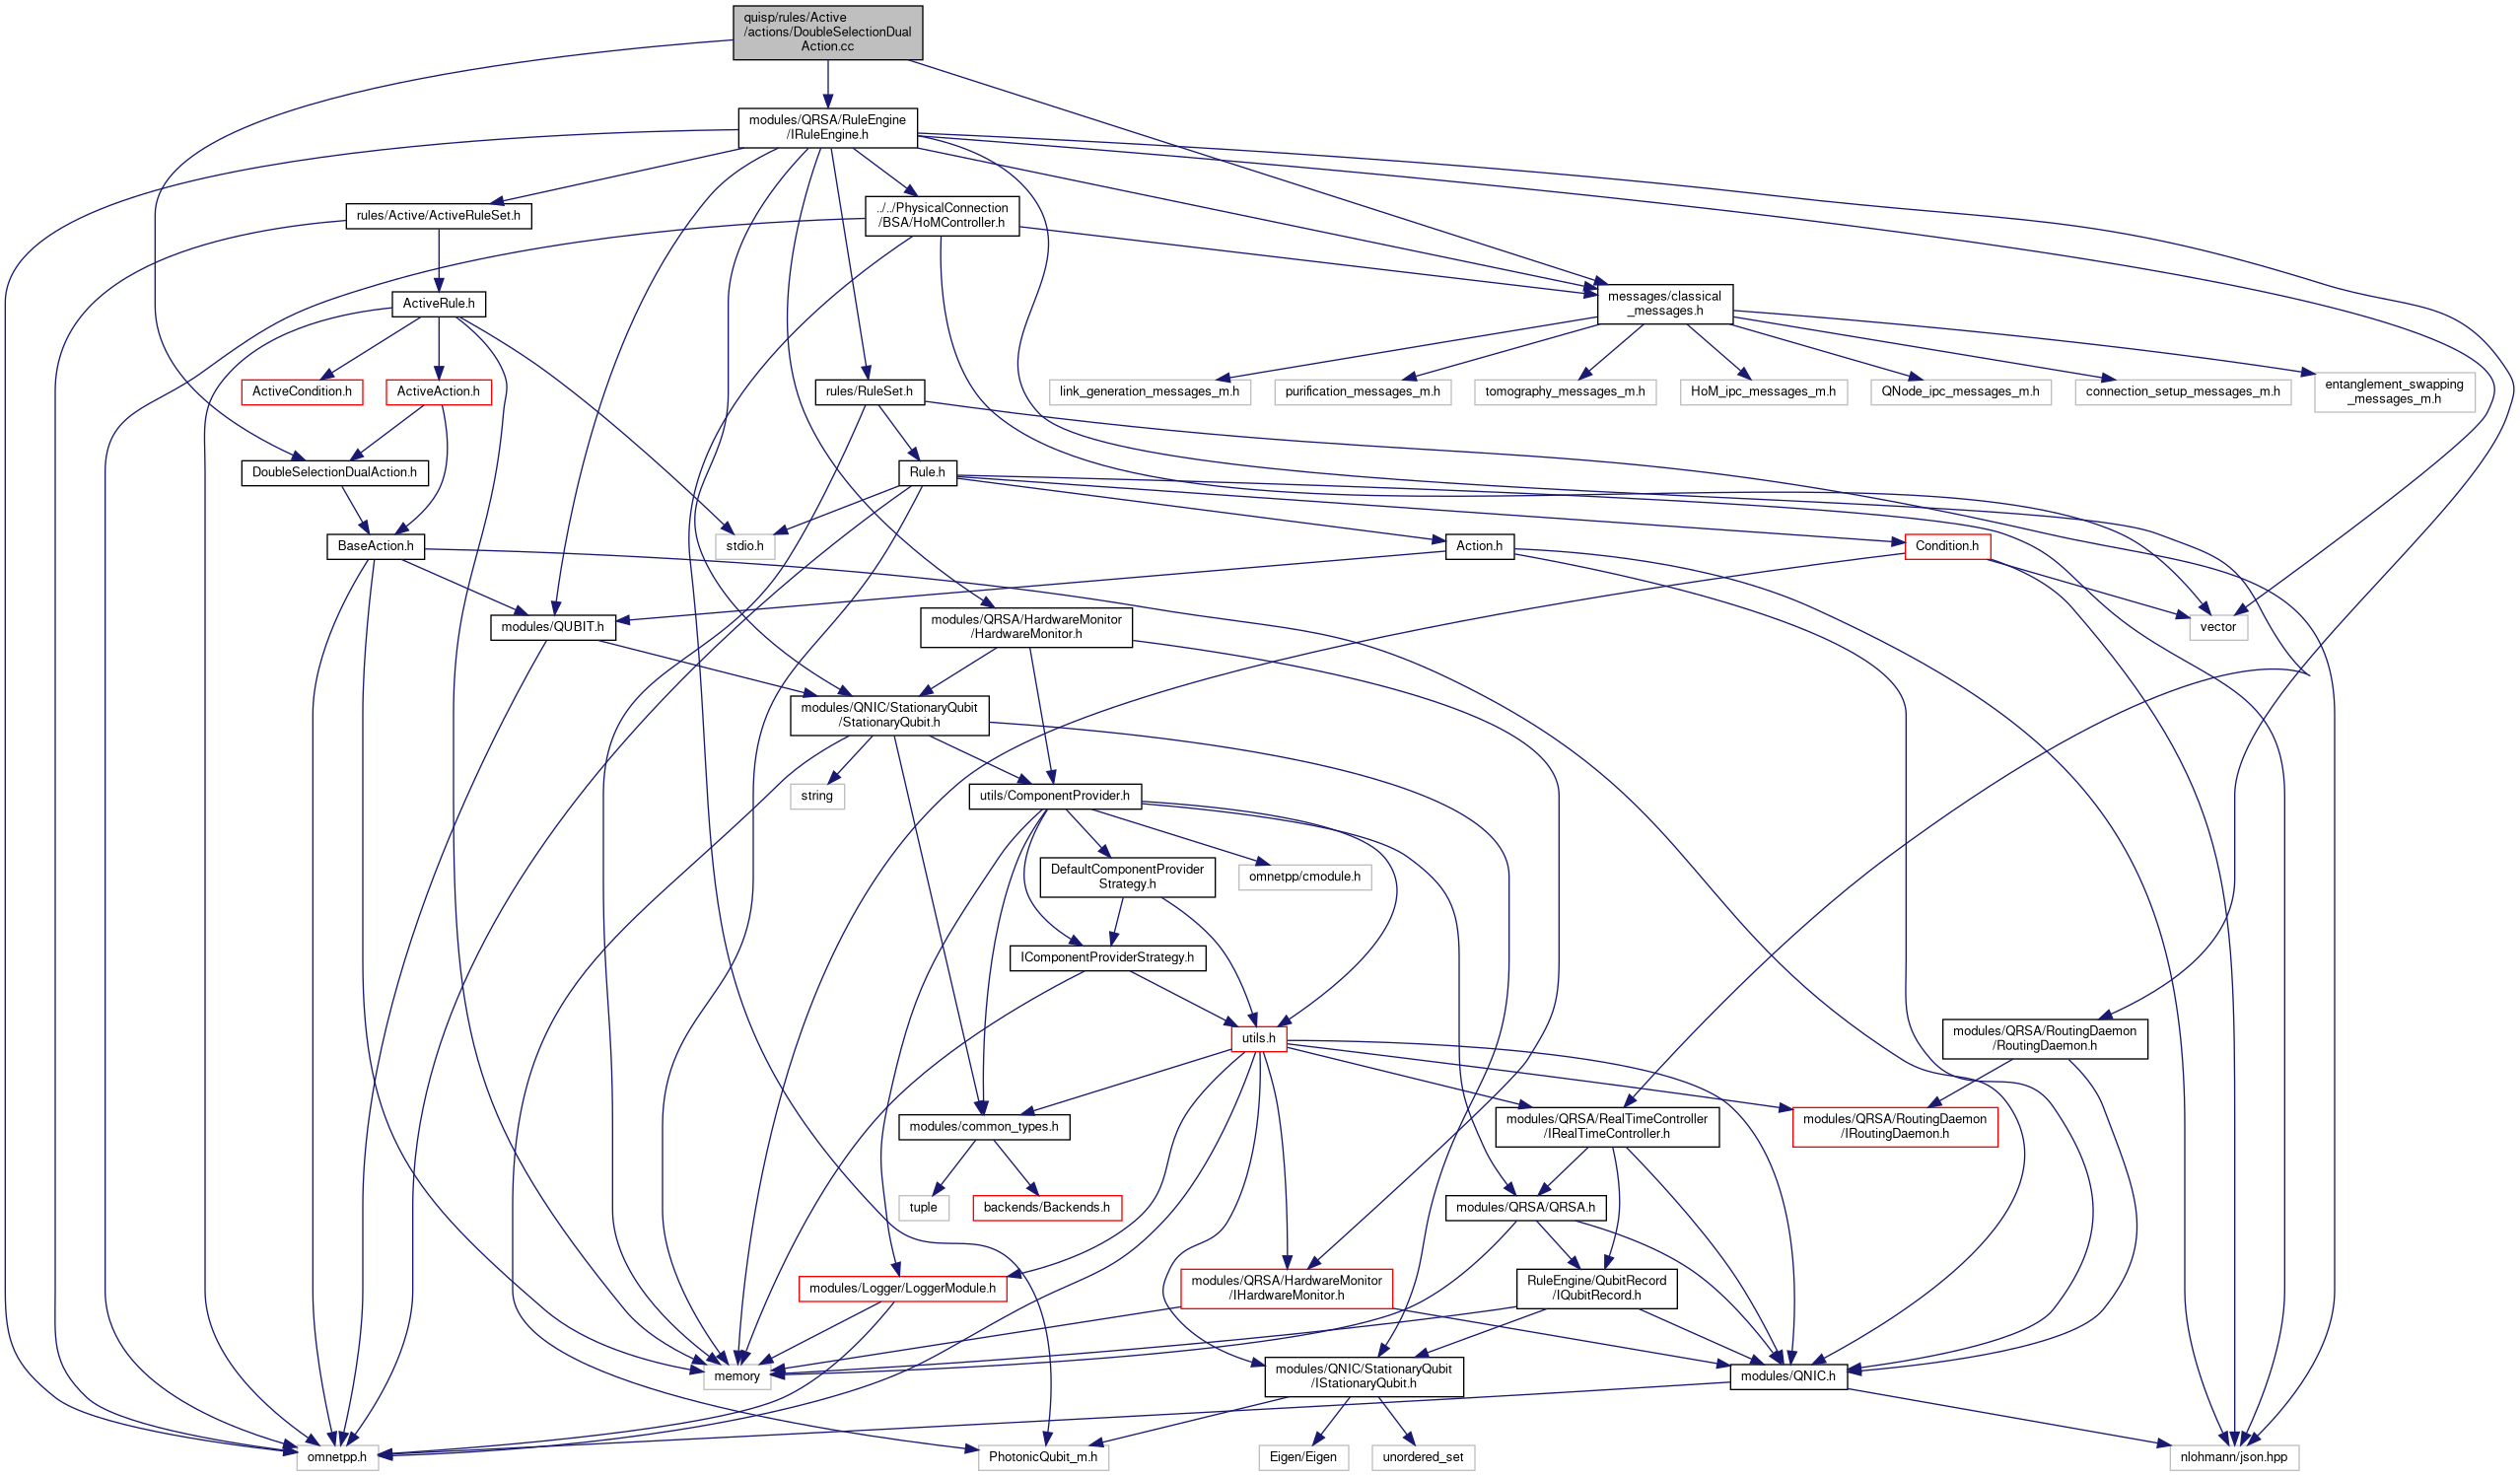 quisp/rules/Active
/actions/DoubleSelectionDual
Action.cc
modules/QRSA/RuleEngine
/IRuleEngine.h
rules/Active/ActiveRuleSet.h
../../PhysicalConnection
/BSA/HoMController.h
ActiveRule.h
messages/classical
_messages.h
ActiveCondition.h
ActiveAction.h
rules/RuleSet.h
link_generation_messages_m.h
purification_messages_m.h
tomography_messages_m.h
HoM_ipc_messages_m.h
QNode_ipc_messages_m.h
connection_setup_messages_m.h
entanglement_swapping
_messages_m.h
DoubleSelectionDualAction.h
Rule.h
BaseAction.h
stdio.h
Action.h
Condition.h
modules/QUBIT.h
modules/QRSA/HardwareMonitor
/HardwareMonitor.h
vector
modules/QNIC/StationaryQubit
/StationaryQubit.h
string
utils/ComponentProvider.h
DefaultComponentProvider
Strategy.h
omnetpp/cmodule.h
IComponentProviderStrategy.h
utils.h
modules/QRSA/RoutingDaemon
/RoutingDaemon.h
modules/common_types.h
modules/QRSA/RealTimeController
/IRealTimeController.h
modules/QRSA/RoutingDaemon
/IRoutingDaemon.h
tuple
backends/Backends.h
modules/QRSA/QRSA.h
modules/Logger/LoggerModule.h
modules/QRSA/HardwareMonitor
/IHardwareMonitor.h
RuleEngine/QubitRecord
/IQubitRecord.h
memory
modules/QNIC/StationaryQubit
/IStationaryQubit.h
modules/QNIC.h
omnetpp.h
PhotonicQubit_m.h
Eigen/Eigen
unordered_set
nlohmann/json.hpp